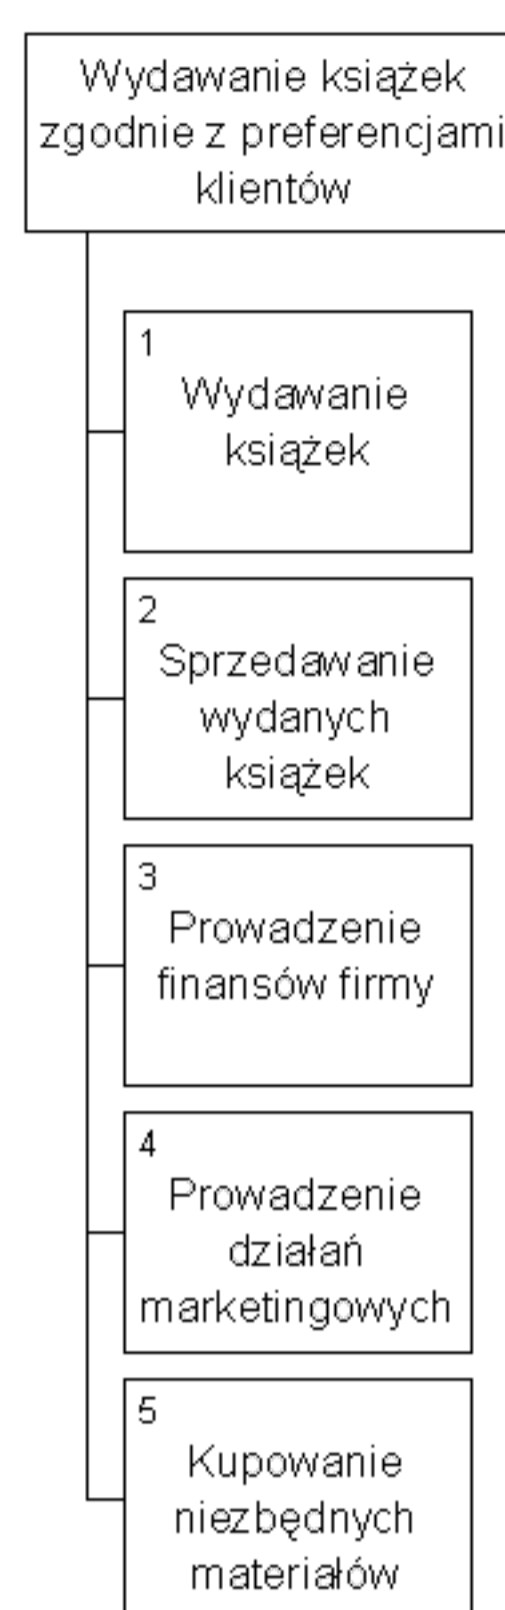 Wydawanie książek
zgodnie z preferencjami
klientów
1
Wydawanie
książek
2
Sprzedawanie
wydanych
książek
3
Prowadzenie
finansów firmy
4
Prowadzenie
działań
marketingowych
5
Kupowanie
niezbędnych
materiałów